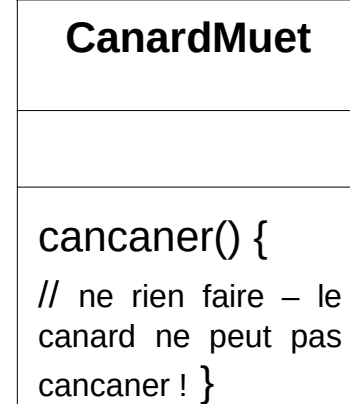 CanardMuet
cancaner() {
// ne rien faire – le
canard ne peut pas
cancaner ! }